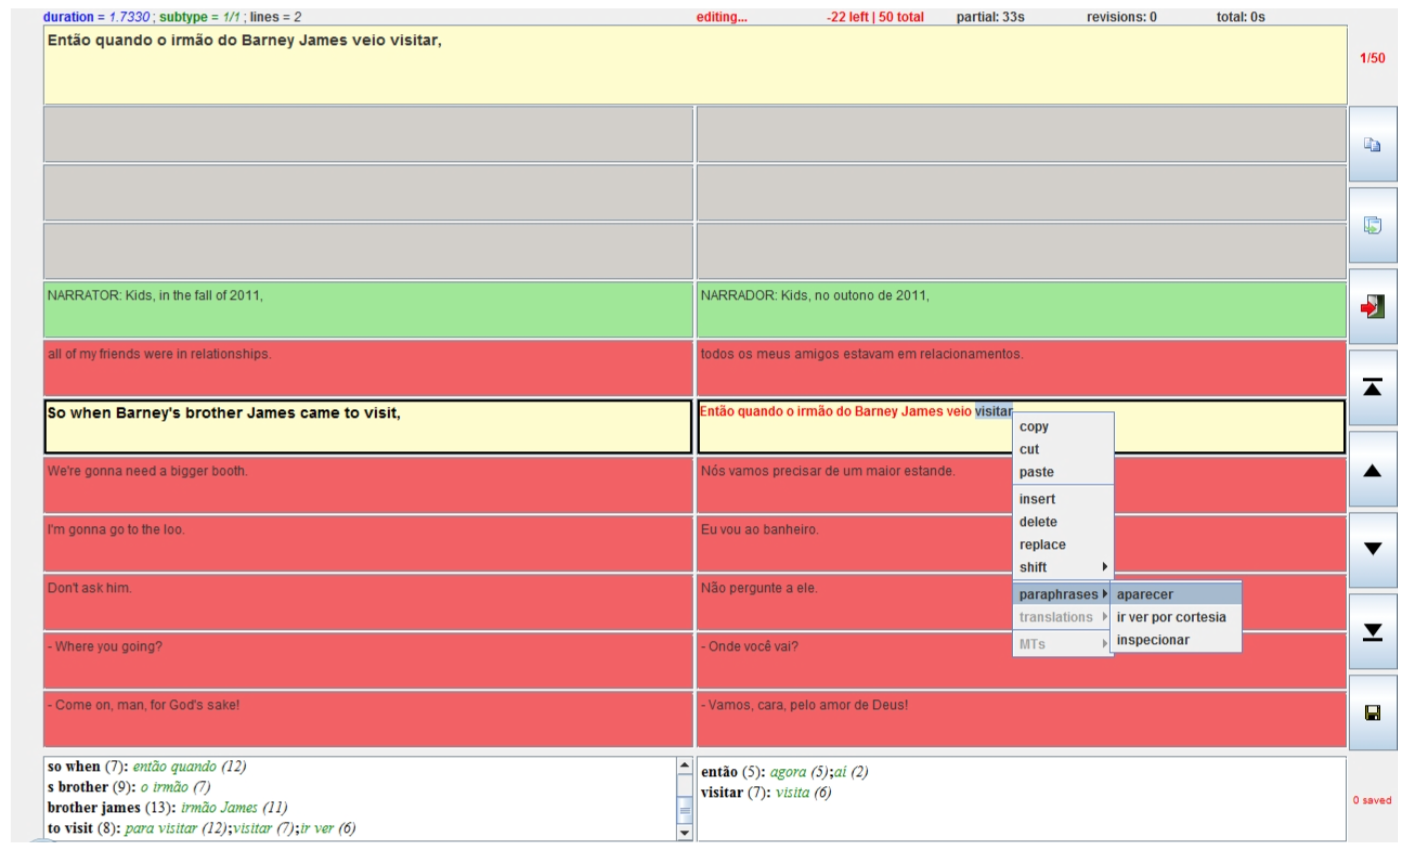 duration = 1.7330 ; subtype = 1/1 ; lines = 2 editing... -22 left | 50 total partial: 33s revisions: 0 total: 0s
Então quando o irmão do Barney James veio visitar,
1/50
NARRATOR: Kids, in the fall of 2011, NARRADOR: Kids, no outono de 2011,
all of my friends were in relationships. todos os meus amigos estavam em relacionamentos.
So when Barney's brother James came to visit, Então quando o irmão do Barney James veio visitar
We're gonna need a bigger booth. Nós vamos precisar de um maior estande.
I'm gonna go to the loo. Eu vou ao banheiro.
Don't ask him. Não pergunte a ele.
- Where you going? - Onde você vai?
- Come on, man, for God's sake! - Vamos, cara, pelo amor de Deus!
copy
cut
paste
insert
delete
replace
shift
paraphrases
translations
MTs
aparecer
ir ver por cortesia
inspecionar
so when (7): então quando (12)
s brother (9): o irmão (7)
brother james (13): irmão James (11)
to visit (8): para visitar (12);visitar (7);ir ver (6)
então (5): agora (5);aí (2)
visitar (7): visita (6)
0 saved